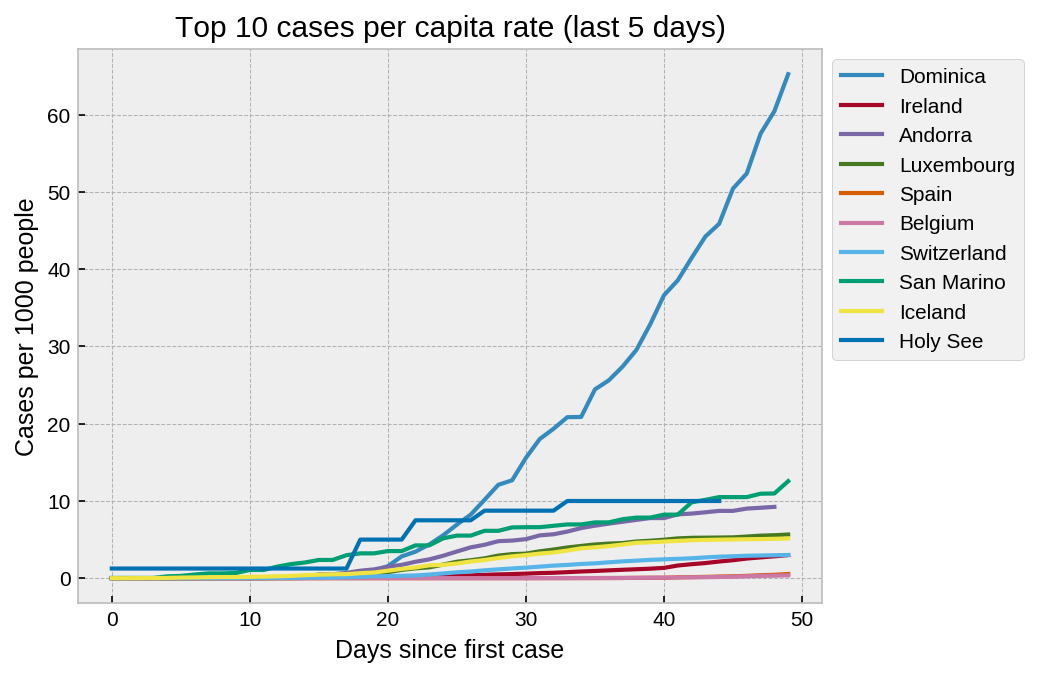 Top 10 cases per capita rate (last 5 days)
Cases per 1000 people
60
50
40
30
20
10
0
0 10 20 30 40 50
Days since first case
Dominica
Ireland
Andorra
Luxembourg
Spain
Belgium
Switzerland
San Marino
Iceland
Holy See